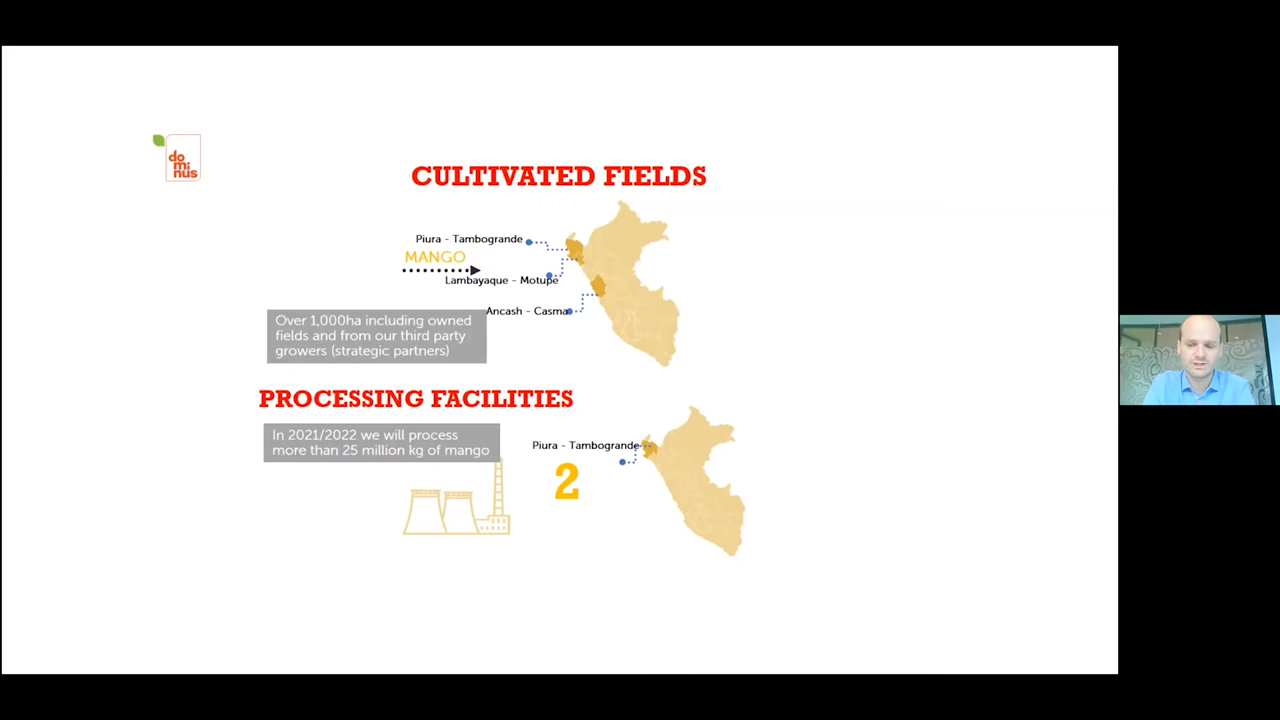 do
mi
nus
CULTIVATED FIELDS
Piura - Tambogrande
MANGO
Lambayaque - Motupe
Ancash - Casma
Over 1,000ha including owned
fields and from our third party
growers (strategic partners)
PROCESSING FACILITIES
In 2021/2022 we will process
more than 25 million kg of mango
Piura - Tambogrande
2